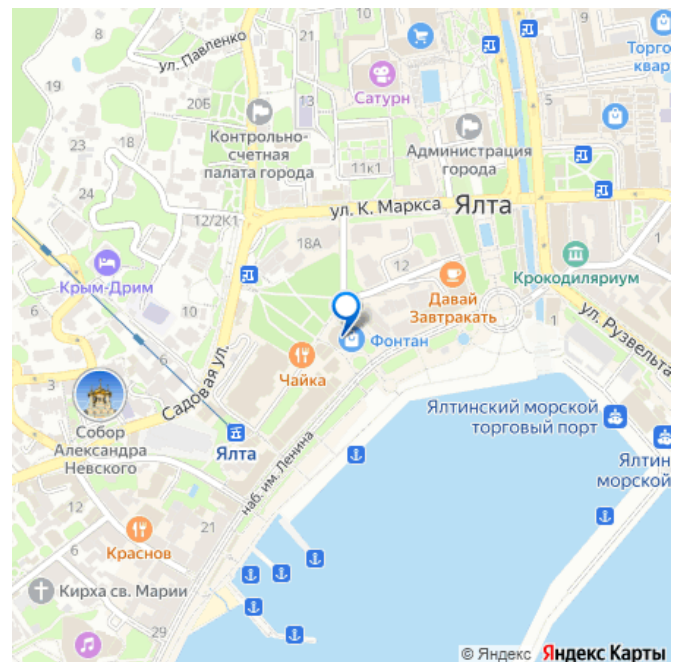 ул. Павленко
10
19
20Б
Сатурн
Торго
квар
5
13
18
23
Контрольно-
счетная
палата города
Администрация
города
11к1
24
22
12/2К1
ул. К. Маркса
Ялта
18А
12
1
Крым-Дрим
10
Крокодиляриум
Давай
Завтракать
6
Фонтан
1
ул. Рузвельта
Чайка
3
Садовая ул.
Собор
Александра
Невского
Ялта
Ялтинский морской
торговый порт
Ялтин
морской
наб. им. Ленина
12
6
21
Краснов
Кирха св. Марии
29
© Яндекс Яндекс Карты